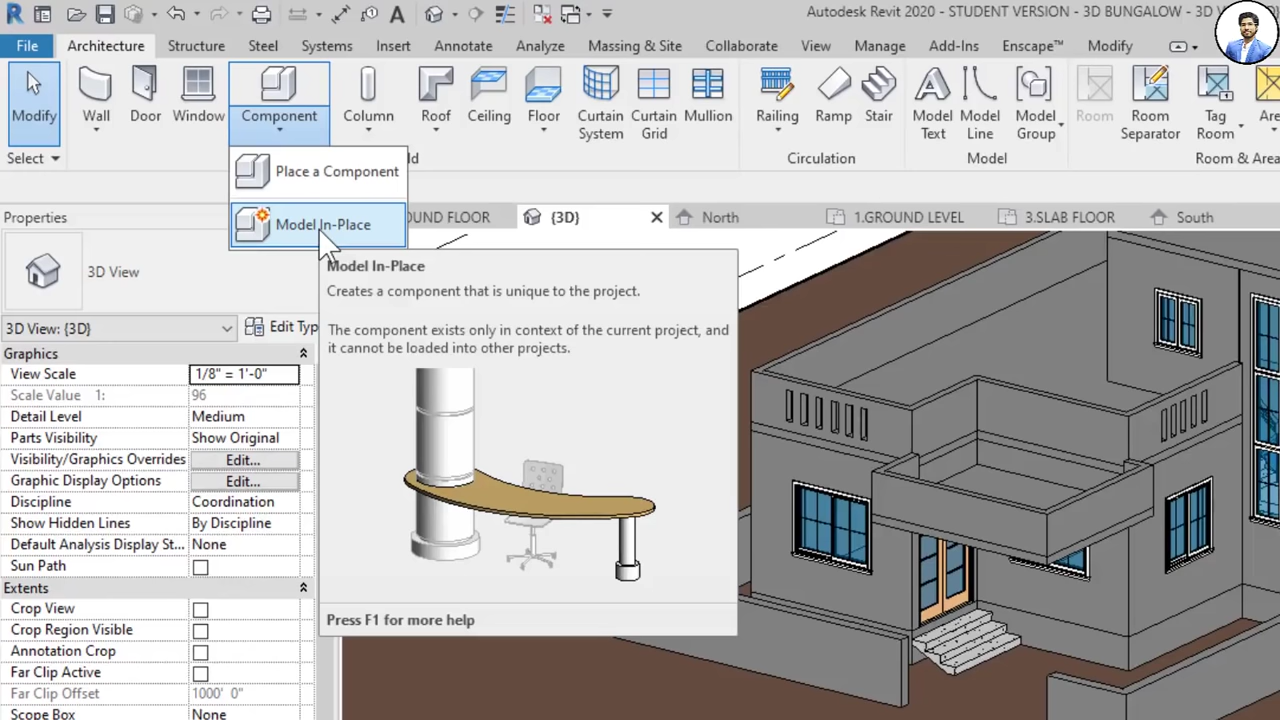 Autodesk Revit 2020 - STUDENT VERSION - 3D BUNGALOW - 3D V
File Architecture Structure Steel Systems Insert Annotate Analyze Massing & Site Collaborate View Manage Add-Ins Enscape™ Modify
Modify Wall Door Window Component Column Roof Ceiling Floor Curtain System Curtain Grid Mullion Railing Ramp Stair Model Text Model Line Model Group Room Room Separator Tag Room
Select Circulation Model Room & Area
Place a Component
Model In-Place
Properties
OUND FLOOR {3D} North 1.GROUND LEVEL 3.SLAB FLOOR South
3D View
Model In-Place
Creates a component that is unique to the project.
The component exists only in context of the current project, and
it cannot be loaded into other projects.
Press F1 for more help
3D View: {3D} Edit Typ
Graphics
View Scale 1/8" = 1'-0"
Scale Value 1: 96
Detail Level Medium
Parts Visibility Show Original
Visibility/Graphics Overrides Edit...
Graphic Display Options Edit...
Discipline Coordination
Show Hidden Lines By Discipline
Default Analysis Display St... None
Sun Path
Extents
Crop View
Crop Region Visible
Annotation Crop
Far Clip Active
Far Clip Offset 1000' 0"
Scope Box None